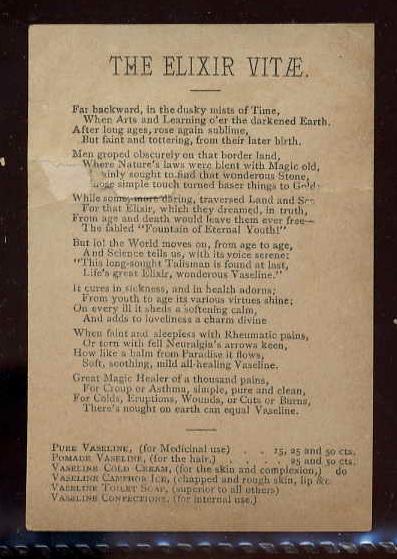 THE ELIXIR VITÆ.
Far backward, in the dusky mists of Time,
When Arts and Learning o'er the darkened Earth.
After long ages, rose again sublime,
But faint and tottering, from their later birth.
Men groped obscurely on that border land,
Where Nature's laws were blent with Magic old,
ainly sought to find that wonderous Stone,
hose simple touch turned baser things to Gold;
While some, more daring, traversed Land and Sea
For that Elixir, which they dreamed, in truth,
From age and death would leave them ever free—
The fabled "Fountain of Eternal Youth!"
But lo! the World moves on, from age to age,
And Science tells us, with its voice serene:
"This long-sought Talisman is found at last,
Life's great Elixir, wonderous Vaseline."
It cures in sickness, and in health adorns;
From youth to age its various virtues shine;
On every ill it sheds a softening calm,
And adds to loveliness a charm divine
When faint and sleepless with Rheumatic pains,
Or torn with fell Neuralgia's arrows keen,
How like a balm from Paradise it flows,
Soft, soothing, mild all-healing Vaseline.
Great Magic Healer of a thousand pains,
For Croup or Asthma, simple, pure and clean,
For Colds, Eruptions, Wounds, or Cuts or Burns,
There's nought on earth can equal Vaseline.
PURE VASELINE, (for Medicinal use) . . 15, 25 and 50 cts.
POMADE VASELINE, (for the hair,) . . . 25 and 50 cts.
VASELINE COLD CREAM, (for the skin and complexion,) do
VASELINE CAMPHOR ICE, (chapped and rough skin, lip &c
VASELINE TOILET SOAP, (superior to all others)
VASELINE CONFECTIONS, (for internal use.)